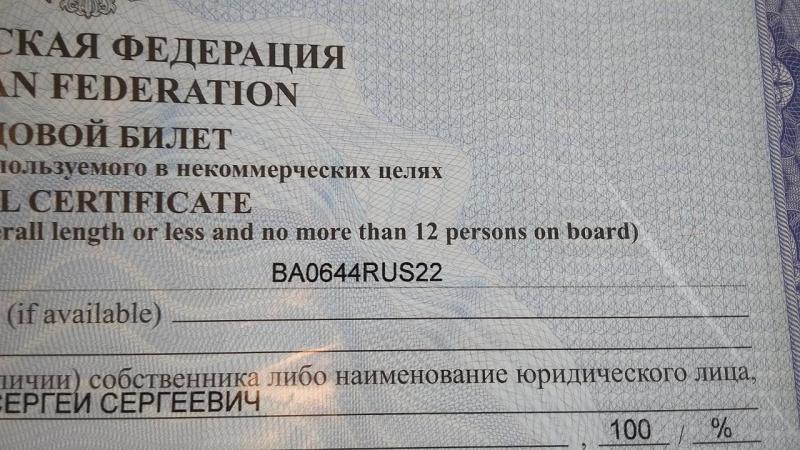 СКАЯ ФЕДЕРАЦИЯ
AN FEDERATION
ДОВОЙ БИЛЕТ
пользуемого в некоммерческих целях
L CERTIFICATE
erall length or less and no more than 12 persons on board)
BA0644RUS22
(if available)
личии) собственника либо наименование юридического лица,
СЕРГЕЙ СЕРГЕЕВИЧ
, 100 / %